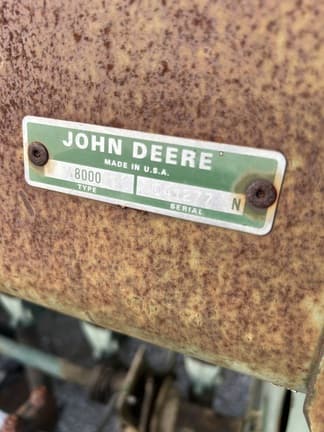 JOHN DEERE
MADE IN U.S.A.
8000 N
TYPE SERIAL